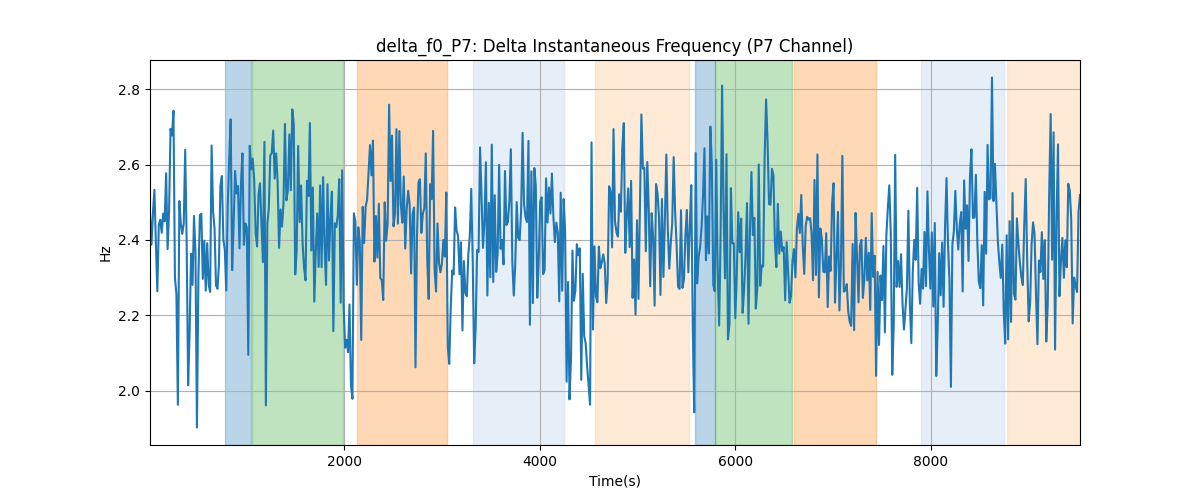 delta_f0_P7: Delta Instantaneous Frequency (P7 Channel)
2.8
2.6
2.4
2.2
2.0
Hz
2000 4000 6000 8000
Time(s)